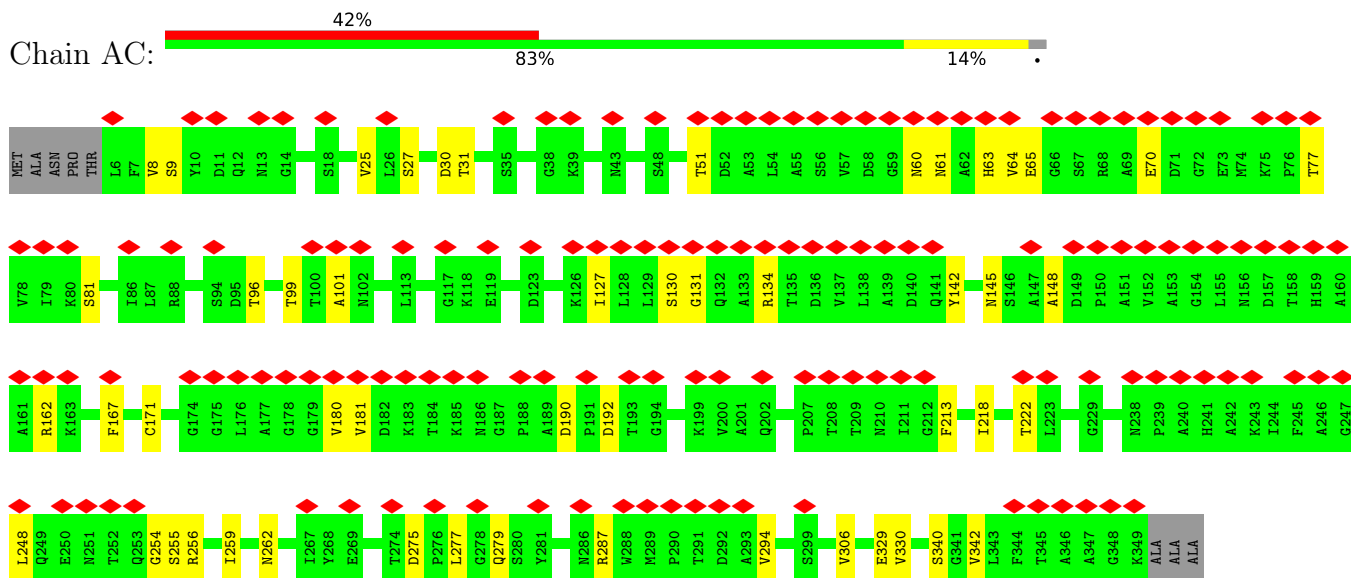 42%
Chain AC:
83% 14% •
MET ALA ASN PRO THR L6 F7 V8 S9 Y10 D11 Q12 N13 G14 S18 V25 L26 S27 D30 T31 S35 G38 K39 N43 S48 T51 D52 A53 L54 A55 S56 V57 D58 G59 N60 N61 A62 H63 V64 E65 G66 S67 R68 A69 E70 D71 G72 E73 M74 K75 P76 T77
V78 I79 K80 S81 I86 L87 R88 S94 D95 T96 T99 T100 A101 N102 L113 G117 K118 E119 D123 K126 I127 L128 L129 S130 G131 Q132 A133 R134 T135 D136 V137 L138 A139 D140 Q141 Y142 N145 S146 A147 A148 D149 P150 A151 V152 A153 G154 L155 N156 D157 T158 H159 A160
A161 R162 K163 F167 C171 G174 G175 L176 A177 G178 G179 V180 V181 D182 K183 T184 K185 N186 G187 P188 A189 D190 P191 D192 T193 G194 K199 V200 A201 Q202 P207 T208 T209 N210 I211 G212 F213 I218 T222 L223 G229 N238 P239 A240 H241 A242 K243 I244 F245 A246 G247
L248 Q249 E250 N251 T252 Q253 G254 S255 R256 I259 N262 I267 Y268 E269 T274 D275 P276 L277 G278 Q279 S280 Y281 N286 R287 W288 M289 P290 T291 D292 A293 V294 S299 V306 E329 V330 S340 G341 V342 L343 F344 T345 A346 A347 G348 K349 ALA ALA ALA